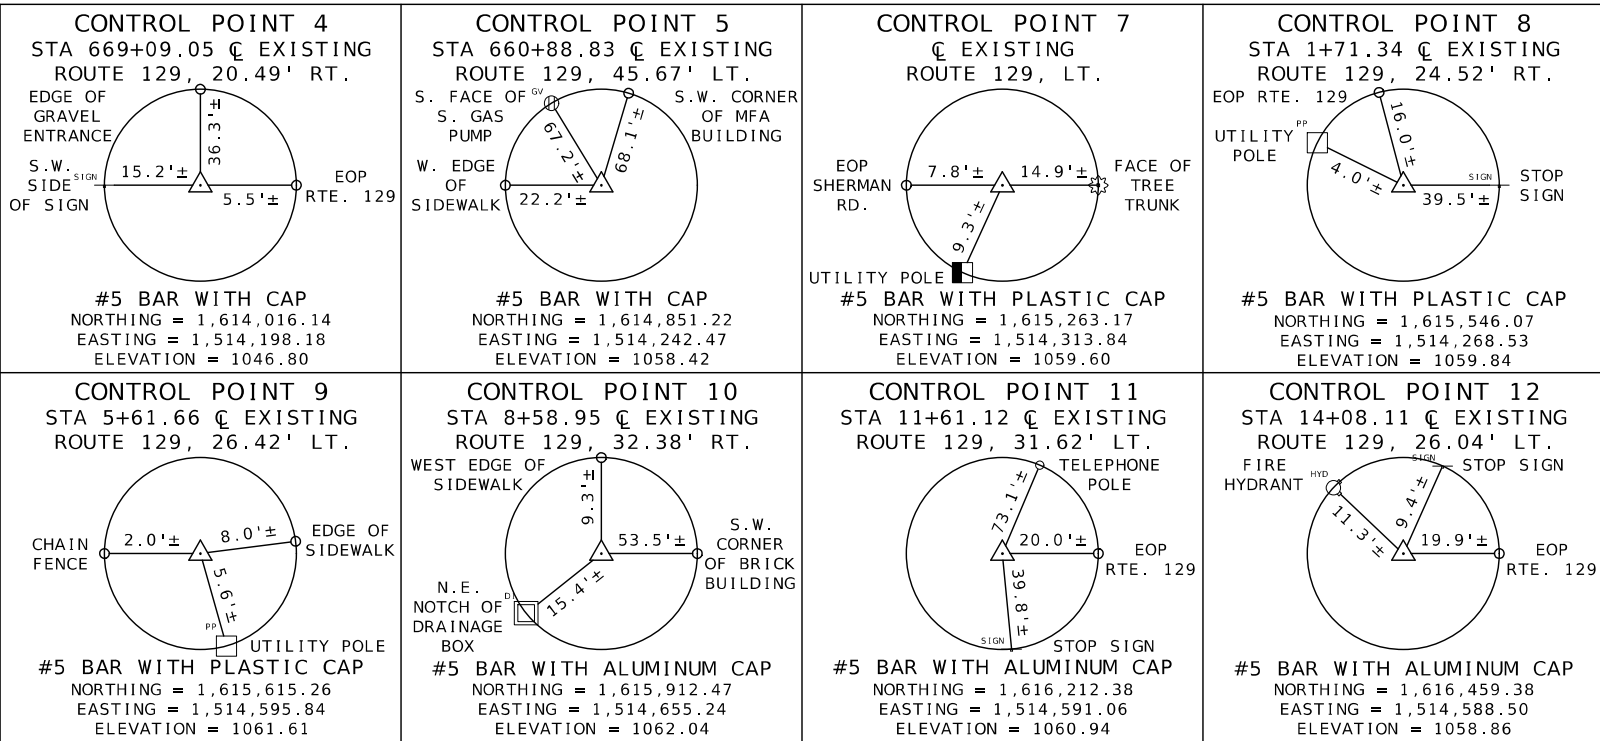 CONTROL POINT 4
STA 669+09.05 ℄ EXISTING
ROUTE 129, 20.49' RT.
EDGE OF
GRAVEL
ENTRANCE
36.3'±
S.W.
SIDE
OF SIGN
SIGN
15.2'±
5.5'±
EOP
RTE. 129
#5 BAR WITH CAP
NORTHING = 1,614,016.14
EASTING = 1,514,198.18
ELEVATION = 1046.80
CONTROL POINT 5
STA 660+88.83 ℄ EXISTING
ROUTE 129, 45.67' LT.
S. FACE OF
S. GAS
PUMP
GV
67.2'±
68.1'±
S.W. CORNER
OF MFA
BUILDING
W. EDGE
OF
SIDEWALK
22.2'±
#5 BAR WITH CAP
NORTHING = 1,614,851.22
EASTING = 1,514,242.47
ELEVATION = 1058.42
CONTROL POINT 7
℄ EXISTING
ROUTE 129, LT.
EOP
SHERMAN
RD.
7.8'±
14.9'±
FACE OF
TREE
TRUNK
9.3'±
UTILITY POLE
#5 BAR WITH PLASTIC CAP
NORTHING = 1,615,263.17
EASTING = 1,514,313.84
ELEVATION = 1059.60
CONTROL POINT 8
STA 1+71.34 ℄ EXISTING
ROUTE 129, 24.52' RT.
EOP RTE. 129
16.0'±
UTILITY
POLE
PP
4.0'±
SIGN
39.5'±
STOP
SIGN
#5 BAR WITH PLASTIC CAP
NORTHING = 1,615,546.07
EASTING = 1,514,268.53
ELEVATION = 1059.84
CONTROL POINT 9
STA 5+61.66 ℄ EXISTING
ROUTE 129, 26.42' LT.
CHAIN
FENCE
2.0'±
8.0'±
EDGE OF
SIDEWALK
5.6'±
PP
UTILITY POLE
#5 BAR WITH PLASTIC CAP
NORTHING = 1,615,615.26
EASTING = 1,514,595.84
ELEVATION = 1061.61
CONTROL POINT 10
STA 8+58.95 ℄ EXISTING
ROUTE 129, 32.38' RT.
WEST EDGE OF
SIDEWALK
9.3'±
53.5'±
S.W.
CORNER
OF BRICK
BUILDING
15.4'±
DI
N.E.
NOTCH OF
DRAINAGE
BOX
#5 BAR WITH ALUMINUM CAP
NORTHING = 1,615,912.47
EASTING = 1,514,655.24
ELEVATION = 1062.04
CONTROL POINT 11
STA 11+61.12 ℄ EXISTING
ROUTE 129, 31.62' LT.
TELEPHONE
POLE
73.1'±
20.0'±
EOP
RTE. 129
39.8'±
SIGN
STOP SIGN
#5 BAR WITH ALUMINUM CAP
NORTHING = 1,616,212.38
EASTING = 1,514,591.06
ELEVATION = 1060.94
CONTROL POINT 12
STA 14+08.11 ℄ EXISTING
ROUTE 129, 26.04' LT.
FIRE
HYDRANT
HYD
SIGN
STOP SIGN
11.3'±
9.4'±
19.9'±
EOP
RTE. 129
#5 BAR WITH ALUMINUM CAP
NORTHING = 1,616,459.38
EASTING = 1,514,588.50
ELEVATION = 1058.86